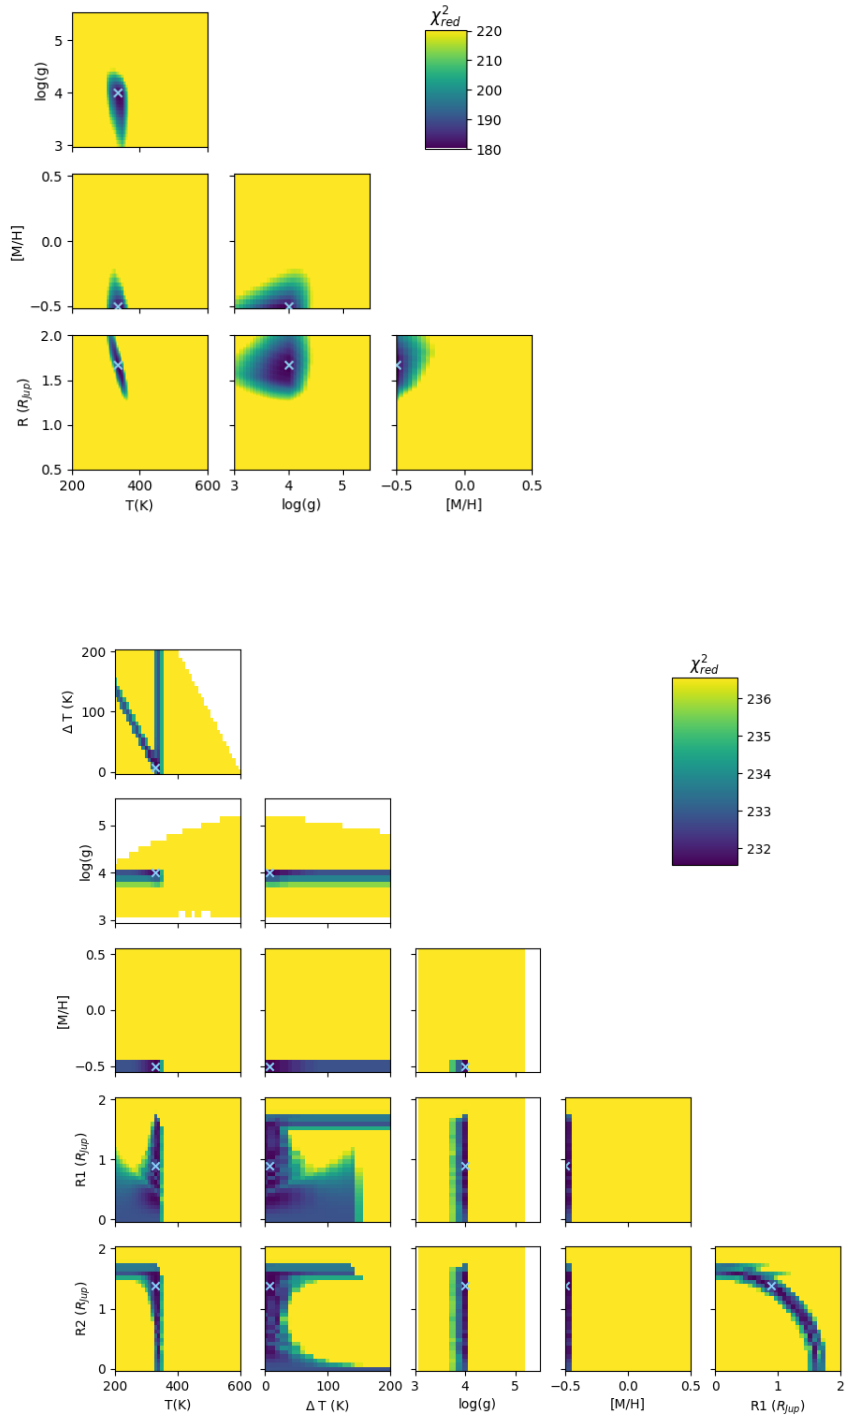 χ²red
220
210
200
190
180
5
4
3
log(g)
0.5
0.0
−0.5
[M/H]
2.0
1.5
1.0
0.5
R (RJup)
200 400 600
T(K)
3 4 5
log(g)
−0.5 0.0 0.5
[M/H]
χ²red
236
235
234
233
232
200
100
0
Δ T (K)
5
4
3
log(g)
0.5
0.0
−0.5
[M/H]
2
1
0
R1 (RJup)
2
1
0
R2 (RJup)
200 400 600
T(K)
0 100 200
Δ T (K)
3 4 5
log(g)
−0.5 0.0 0.5
[M/H]
0 1 2
R1 (RJup)